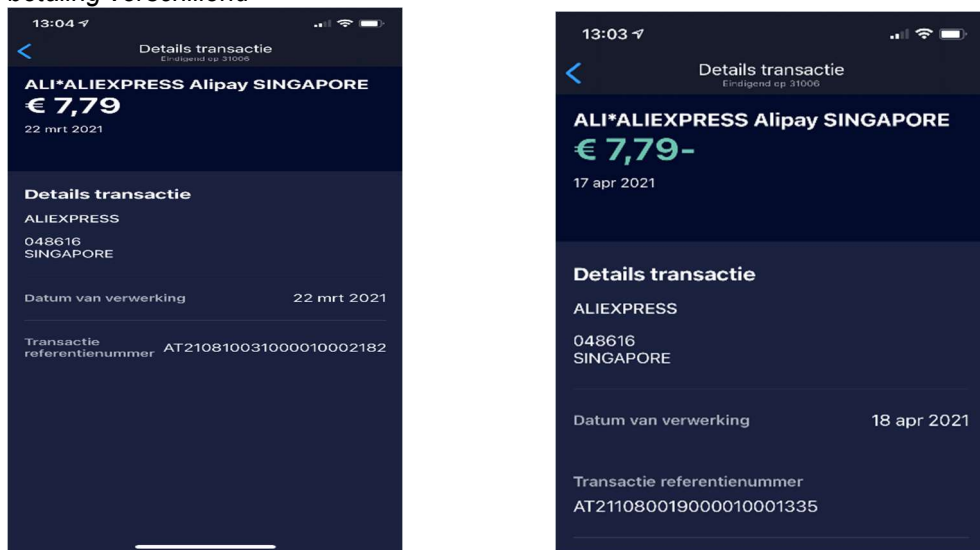 13:04
Details transactie
Eindigend op 31006
ALI*ALIEXPRESS Alipay SINGAPORE
€ 7,79
22 mrt 2021
Details transactie
ALIEXPRESS
048616
SINGAPORE
Datum van verwerking 22 mrt 2021
Transactie
referentienummer AT210810031000010002182
13:03
Details transactie
Eindigend op 31006
ALI*ALIEXPRESS Alipay SINGAPORE
€ 7,79-
17 apr 2021
Details transactie
ALIEXPRESS
048616
SINGAPORE
Datum van verwerking 18 apr 2021
Transactie referentienummer
AT211080019000010001335